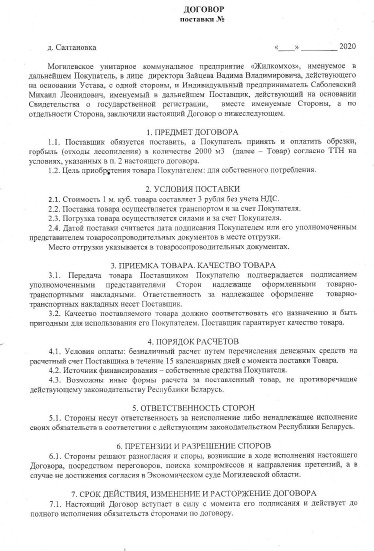 ДОГОВОР
поставки №
д. Салтановка «___» __________ 2020
Могилевское унитарное коммунальное предприятие «Жилкомхоз», именуемое в
дальнейшем Покупатель, в лице директора Зайцева Вадима Владимировича, действующего
на основании Устава, с одной стороны, и Индивидуальный предприниматель Саболевский
Михаил Леонидович, именуемый в дальнейшем Поставщик, действующий на основании
Свидетельства о государственной регистрации, вместе именуемые Стороны, а по
отдельности Сторона, заключили настоящий Договор о нижеследующем.
1. ПРЕДМЕТ ДОГОВОРА
1.1. Поставщик обязуется поставить, а Покупатель принять и оплатить обрезки,
горбыль (отходы лесопиления) в количестве 2000 м3 (далее – Товар) согласно ТТН на
условиях, указанных в п. 2 настоящего договора.
1.2. Цель приобретения товара Покупателем: для собственного потребления.
2. УСЛОВИЯ ПОСТАВКИ
2.1. Стоимость 1 м. куб. товара составляет 3 рубля без учета НДС.
2.2. Поставка товара осуществляется транспортом и за счет Покупателя.
2.3. Погрузка товара осуществляется силами и за счет Покупателя.
2.4. Датой поставки считается дата подписания Покупателем или его уполномоченным
представителем товаросопроводительных документов в месте отгрузки.
Место отгрузки указывается в товаросопроводительных документах.
3. ПРИЕМКА ТОВАРА. КАЧЕСТВО ТОВАРА
3.1. Передача товара Поставщиком Покупателю подтверждается подписанием
уполномоченными представителями Сторон надлежаще оформленными товарно-
транспортными накладными. Ответственность за надлежащее оформление товарно-
транспортных накладных несет Поставщик.
3.2. Качество поставляемого товара должно соответствовать его назначению и быть
пригодным для использования его Покупателем. Поставщик гарантирует качество товара.
4. ПОРЯДОК РАСЧЕТОВ
4.1. Условия оплаты: безналичный расчет путем перечисления денежных средств на
расчетный счет Поставщика в течение 15 календарных дней с момента поставки Товара.
4.2. Источник финансирования – собственные средства Покупателя.
4.3. Возможны иные формы расчета за поставленный товар, не противоречащие
действующему законодательству Республики Беларусь.
5. ОТВЕТСТВЕННОСТЬ СТОРОН
5.1. Стороны несут ответственность за неисполнение либо ненадлежащее исполнение
своих обязательств в соответствии с действующим законодательством Республики Беларусь.
6. ПРЕТЕНЗИИ И РАЗРЕШЕНИЕ СПОРОВ
6.1. Стороны решают разногласия и споры, возникшие в ходе исполнения настоящего
Договора, посредством переговоров, поиска компромиссов и направления претензий, а в
случае не достижения согласия в Экономическом суде Могилевской области.
7. СРОК ДЕЙСТВИЯ, ИЗМЕНЕНИЕ И РАСТОРЖЕНИЕ ДОГОВОРА
7.1. Настоящий Договор вступает в силу с момента его подписания и действует до
полного исполнения обязательств сторонами по договору.